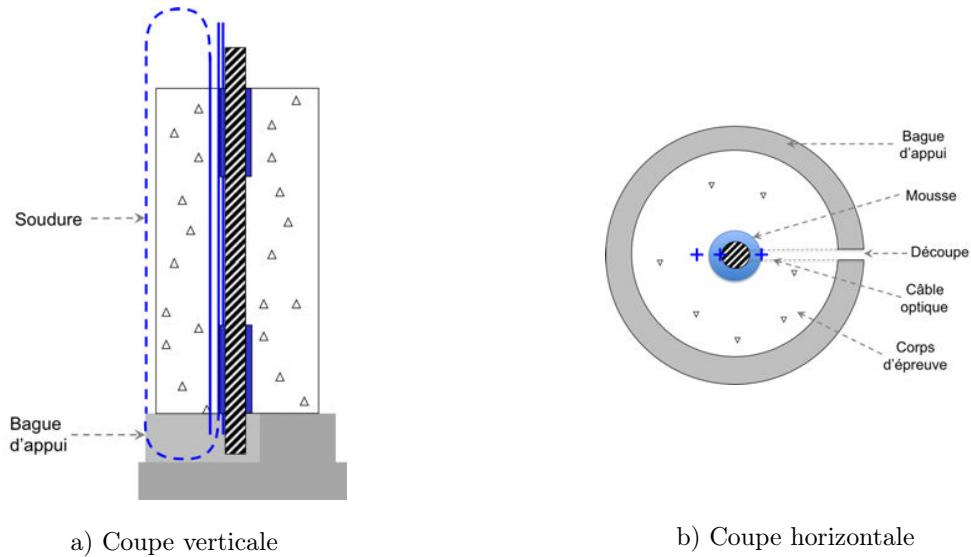 Soudure
Bague
d'appui
a) Coupe verticale
Bague
d'appui
Mousse
Découpe
Câble
optique
Corps
d'épreuve
b) Coupe horizontale